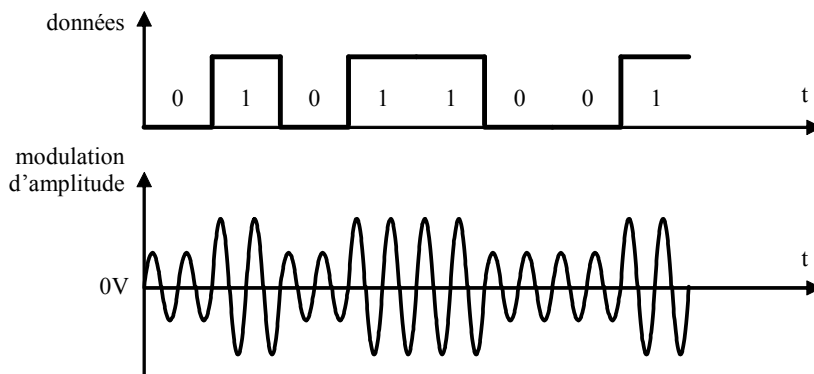 données
0 1 0 1 1 0 0 1 t
modulation
d’amplitude
t
0V